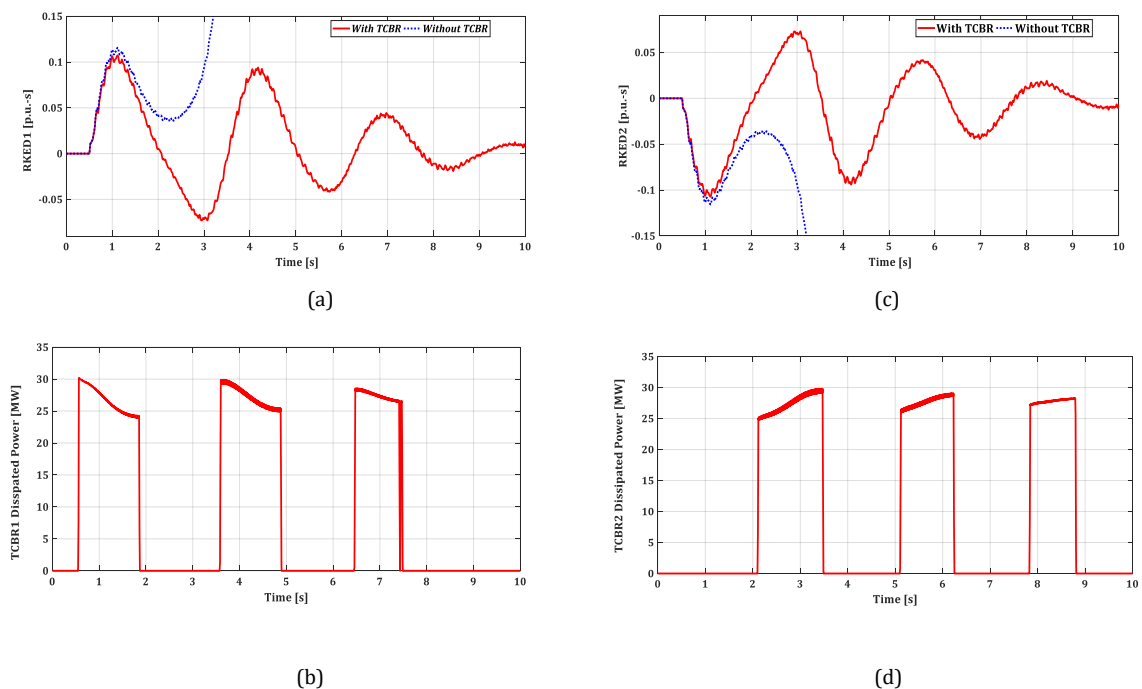 With TCBR Without TCBR
0.15
0.1
0.05
0
-0.05
RKED1 [p.u.-s]
0 1 2 3 4 5 6 7 8 9 10
Time [s]
(a)
With TCBR Without TCBR
0.05
0
-0.05
-0.1
-0.15
RKED2 [p.u.-s]
0 1 2 3 4 5 6 7 8 9 10
Time [s]
(c)
35
30
25
20
15
10
5
0
TCBR1 Disspated Power [MW]
0 1 2 3 4 5 6 7 8 9 10
Time [s]
(b)
35
30
25
20
15
10
5
0
TCBR2 Dissipated Power [MW]
0 1 2 3 4 5 6 7 8 9 10
Time [s]
(d)